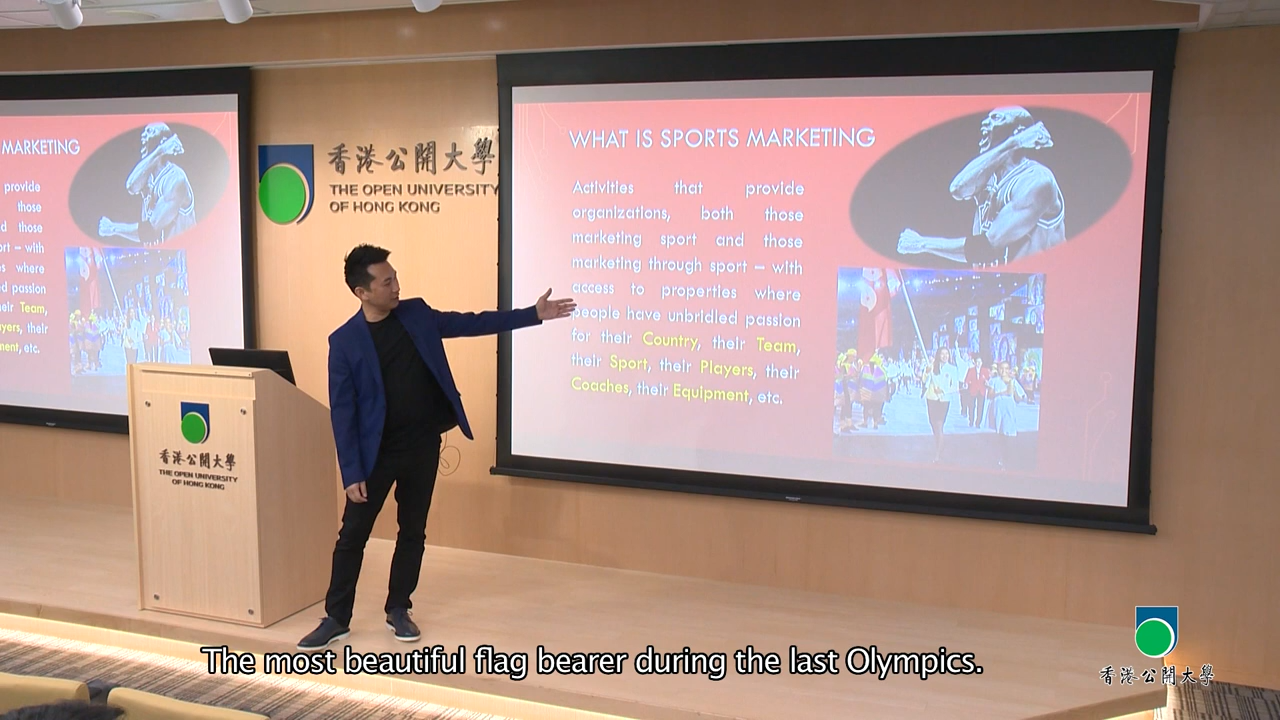 MARKETING
provide
those
d those
ort – with
es where
ed passion
heir Team,
ayers, their
ment, etc.
香港公開大學
THE OPEN UNIVERSITY
OF HONG KONG
WHAT IS SPORTS MARKETING
Activities that provide
organizations, both those
marketing sport and those
marketing through sport – with
access to properties where
people have unbridled passion
for their Country, their Team,
their Sport, their Players, their
Coaches, their Equipment, etc.
香港公開大學
THE OPEN UNIVERSITY
OF HONG KONG
The most beautiful flag bearer during the last Olympics.
香港公開大學